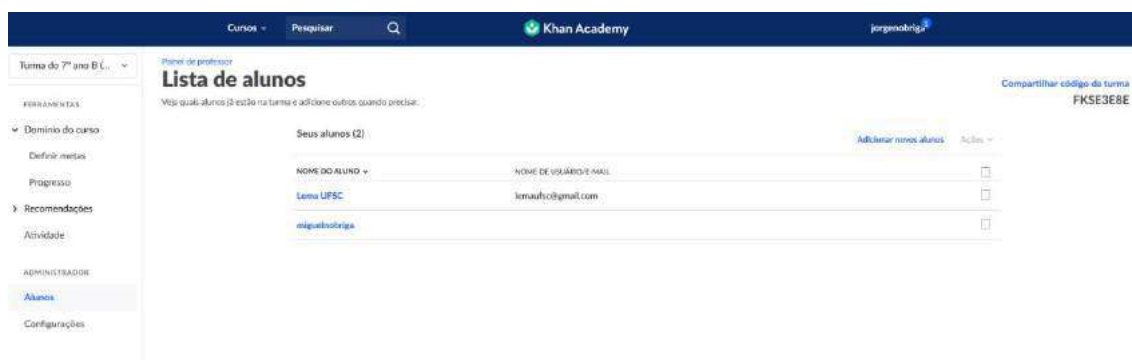 Cursos
Pesquisar
Khan Academy
jorgenobriga
Turma do 7º ano B (...
Painel de professor
Lista de alunos
Veja quais alunos já estão na turma e adicione outros quando precisar.
Compartilhar código da turma
FKSE3E8E
FERRAMENTAS
Domínio do curso
Definir metas
Progresso
Recomendações
Atividade
ADMINISTRADOR
Alunos
Configurações
Seus alunos (2)
Adicionar novos alunos
Ações
NOME DO ALUNO
NOME DE USUÁRIO/E-MAIL
Lema UFSC
lemaufsc@gmail.com
miguelnobriga